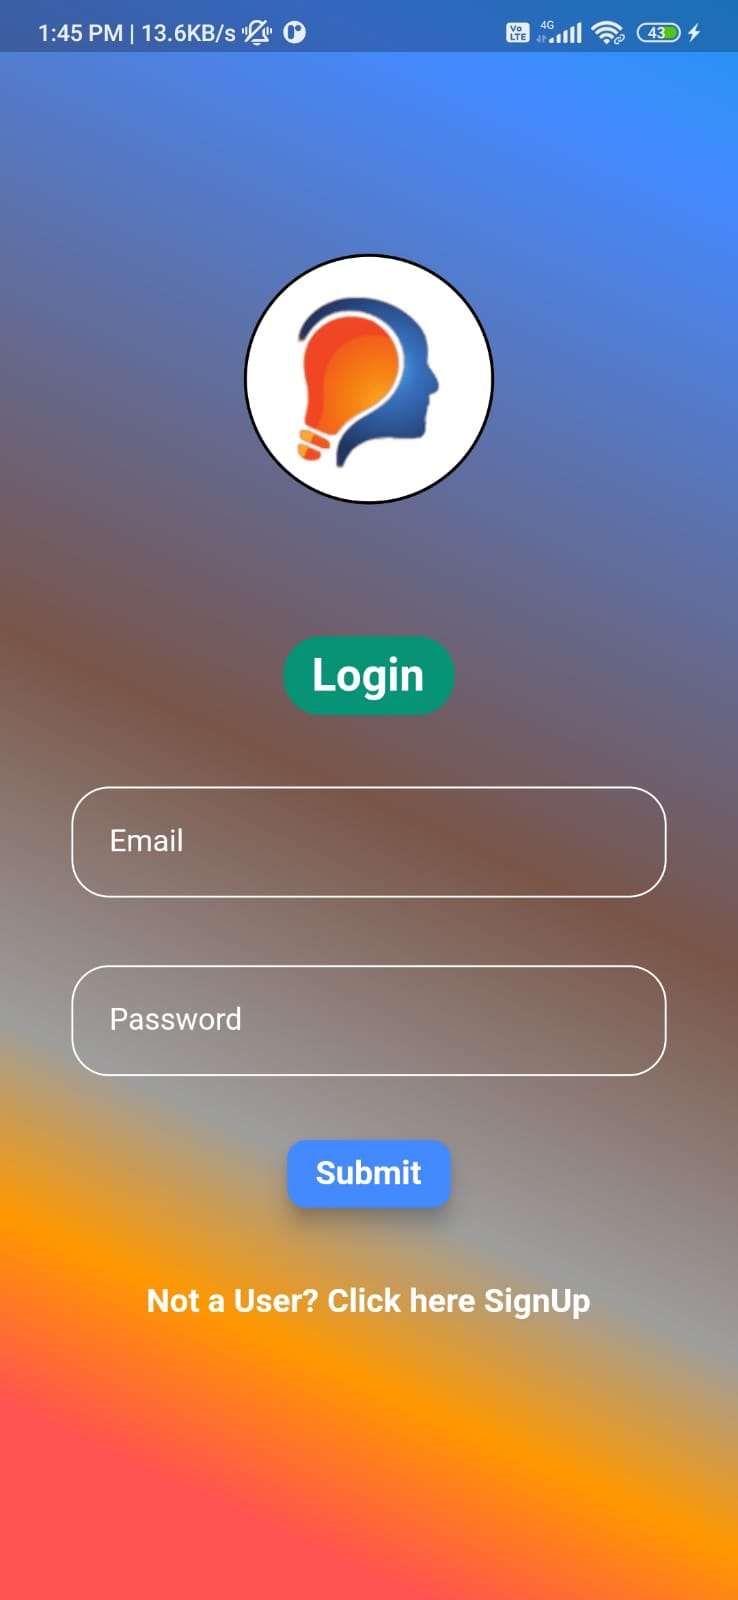 1:45 PM | 13.6KB/s Vo LTE 4G 43
Login
Email
Password
Submit
Not a User? Click here SignUp